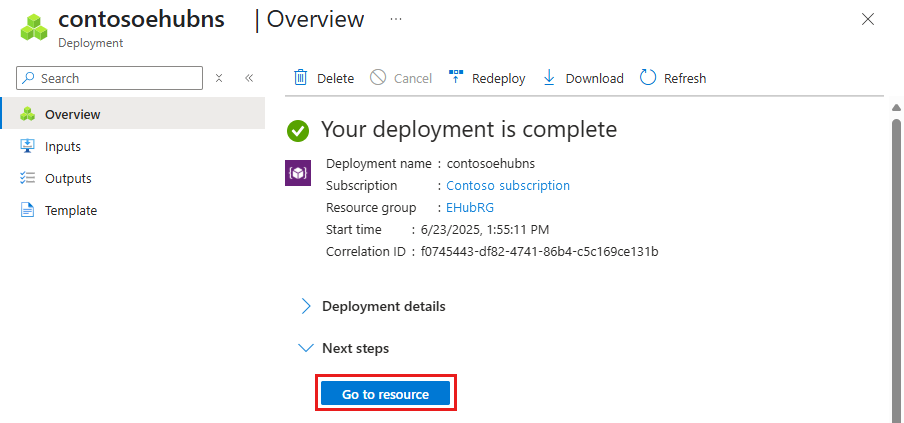 contosoehubns | Overview ...
Deployment
Search
Overview
Inputs
Outputs
Template
Delete Cancel Redeploy Download Refresh
Your deployment is complete
Deployment name : contosoehubns
Subscription : Contoso subscription
Resource group : EHubRG
Start time : 6/23/2025, 1:55:11 PM
Correlation ID : f0745443-df82-4741-86b4-c5c169ce131b
Deployment details
Next steps
Go to resource